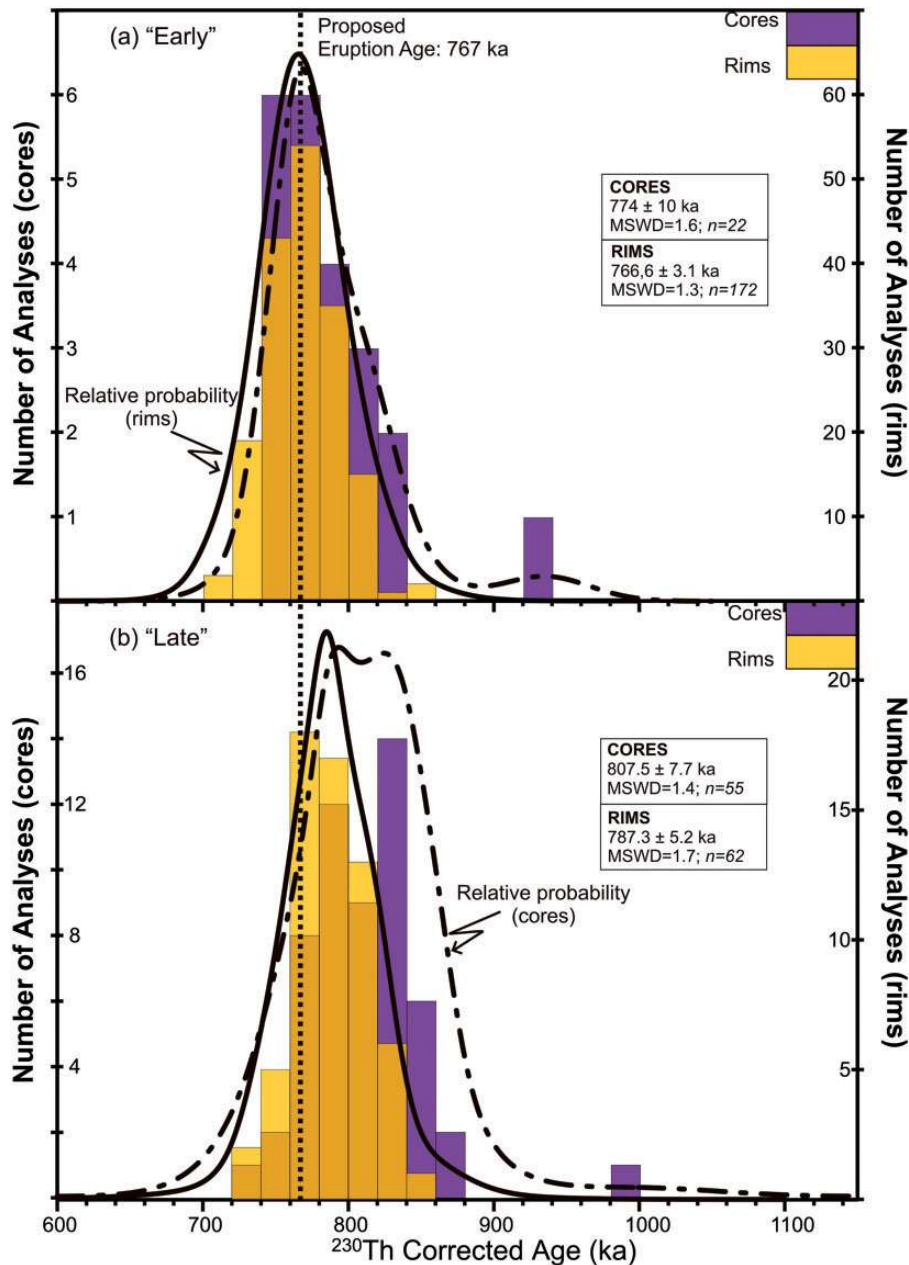 (a) “Early”
Proposed
Eruption Age: 767 ka
Cores
Rims
Number of Analyses (cores)
6
5
4
3
2
1
Number of Analyses (rims)
60
50
40
30
20
10
CORES
774 ± 10 ka
MSWD=1.6; n=22
RIMS
766,6 ± 3.1 ka
MSWD=1.3; n=172
Relative probability
(rims)
(b) “Late”
Cores
Rims
Number of Analyses (cores)
16
12
8
4
Number of Analyses (rims)
20
15
10
5
CORES
807.5 ± 7.7 ka
MSWD=1.4; n=55
RIMS
787.3 ± 5.2 ka
MSWD=1.7; n=62
Relative probability
(cores)
600 700 800 900 1000 1100
²³⁰Th Corrected Age (ka)